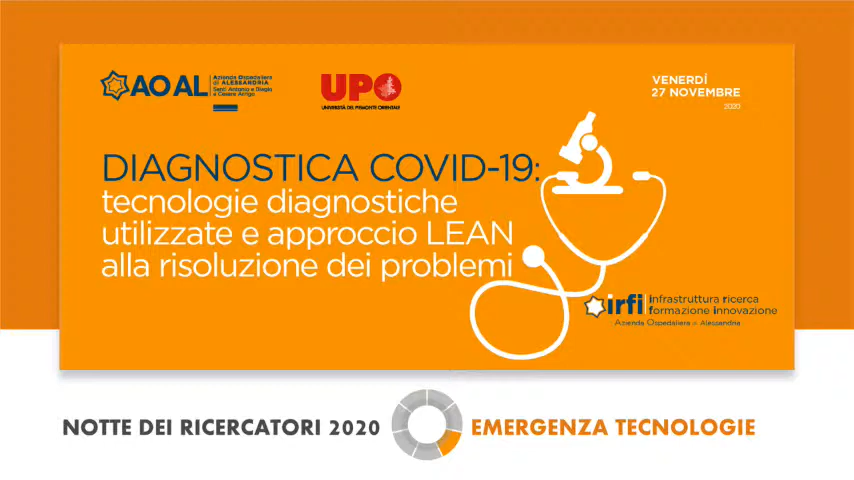 AO AL
Azienda Ospedaliera
di ALESSANDRIA
Santi Antonio e Biagio
e Cesare Arrigo
UPO
UNIVERSITÀ DEL PIEMONTE ORIENTALE
VENERDÌ
27 NOVEMBRE
2020
DIAGNOSTICA COVID-19:
tecnologie diagnostiche
utilizzate e approccio LEAN
alla risoluzione dei problemi
irfi infrastruttura ricerca
formazione innovazione
Azienda Ospedaliera di Alessandria
NOTTE DEI RICERCATORI 2020
EMERGENZA TECNOLOGIE